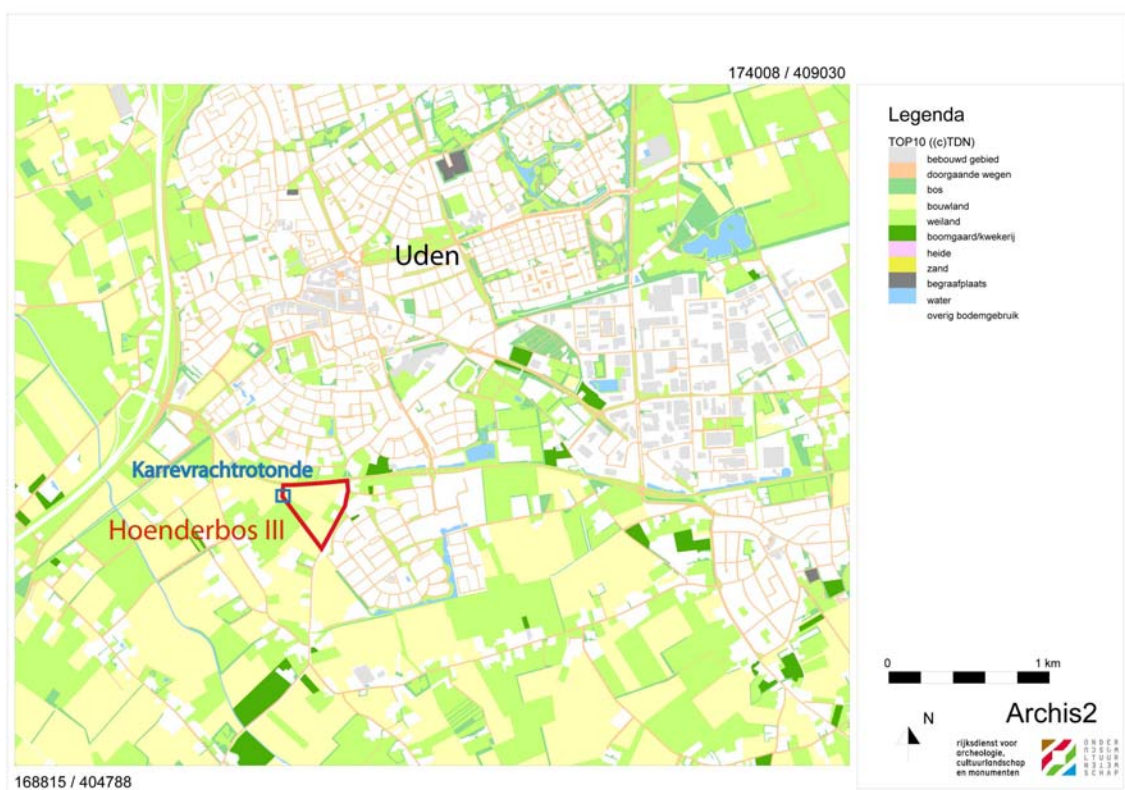 174008 / 409030
Legenda
TOP10 ((c)TDN)
bebouwd gebied
doorgaande wegen
bos
bouwland
weiland
boomgaard/kwekerij
heide
zand
begraafplaats
water
overig bodemgebruik
Uden
Karrevrachtrotonde
Hoenderbos III
0 1 km
N
Archis2
rijksdienst voor
archeologie,
cultuurlandschap
en monumenten
168815 / 404788